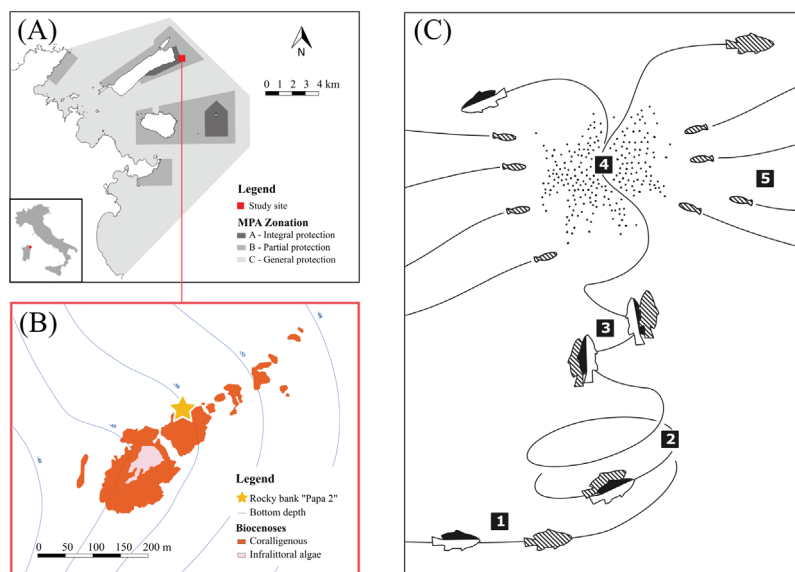 (A)
N
0 1 2 3 4 km
Legend
Study site
MPA Zonation
A - Integral protection
B - Partial protection
C - General protection
(B)
Legend
Rocky bank "Papa 2"
Bottom depth
Biocenoses
Coralligenous
Infralittoral algae
0 50 100 150 200 m
(C)
4
5
3
2
1